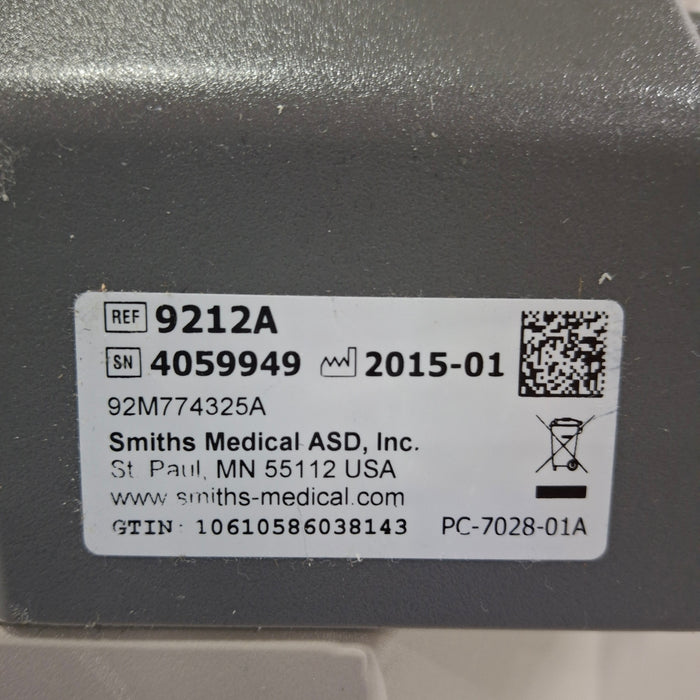 REF 9212A
SN 4059949 2015-01
92M774325A
Smiths Medical ASD, Inc.
St. Paul, MN 55112 USA
www.smiths-medical.com
GTIN: 10610586038143 PC-7028-01A